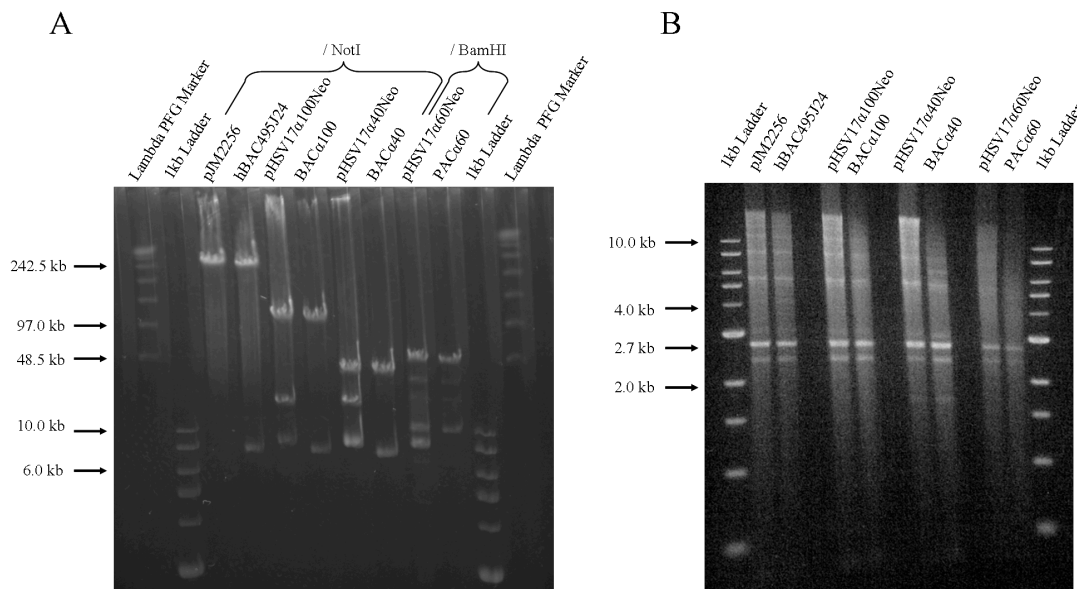 A
/ NotI
/ BamHI
Lambda PFG Marker
1kb Ladder
pJM2256
hBAC495J24
pHSV17α100Neo
BACα100
pHSV17α40Neo
BACα40
pHSV17α60Neo
PACα60
1kb Ladder
Lambda PFG Marker
242.5 kb
97.0 kb
48.5 kb
10.0 kb
6.0 kb
B
1kb Ladder
pJM2256
hBAC495J24
pHSV17α100Neo
BACα100
pHSV17α40Neo
BACα40
pHSV17α60Neo
PACα60
1kb Ladder
10.0 kb
4.0 kb
2.7 kb
2.0 kb